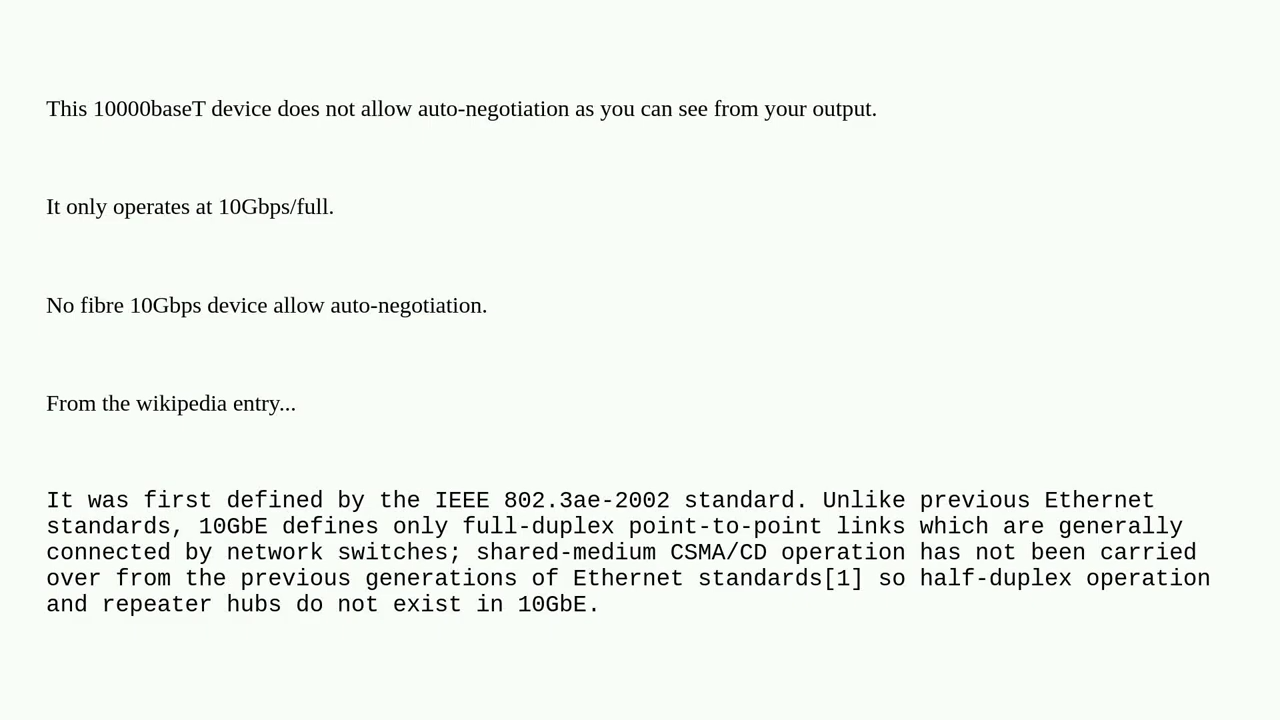 This 10000baseT device does not allow auto-negotiation as you can see from your output.
It only operates at 10Gbps/full.
No fibre 10Gbps device allow auto-negotiation.
From the wikipedia entry...
It was first defined by the IEEE 802.3ae-2002 standard. Unlike previous Ethernet
standards, 10GbE defines only full-duplex point-to-point links which are generally
connected by network switches; shared-medium CSMA/CD operation has not been carried
over from the previous generations of Ethernet standards[1] so half-duplex operation
and repeater hubs do not exist in 10GbE.